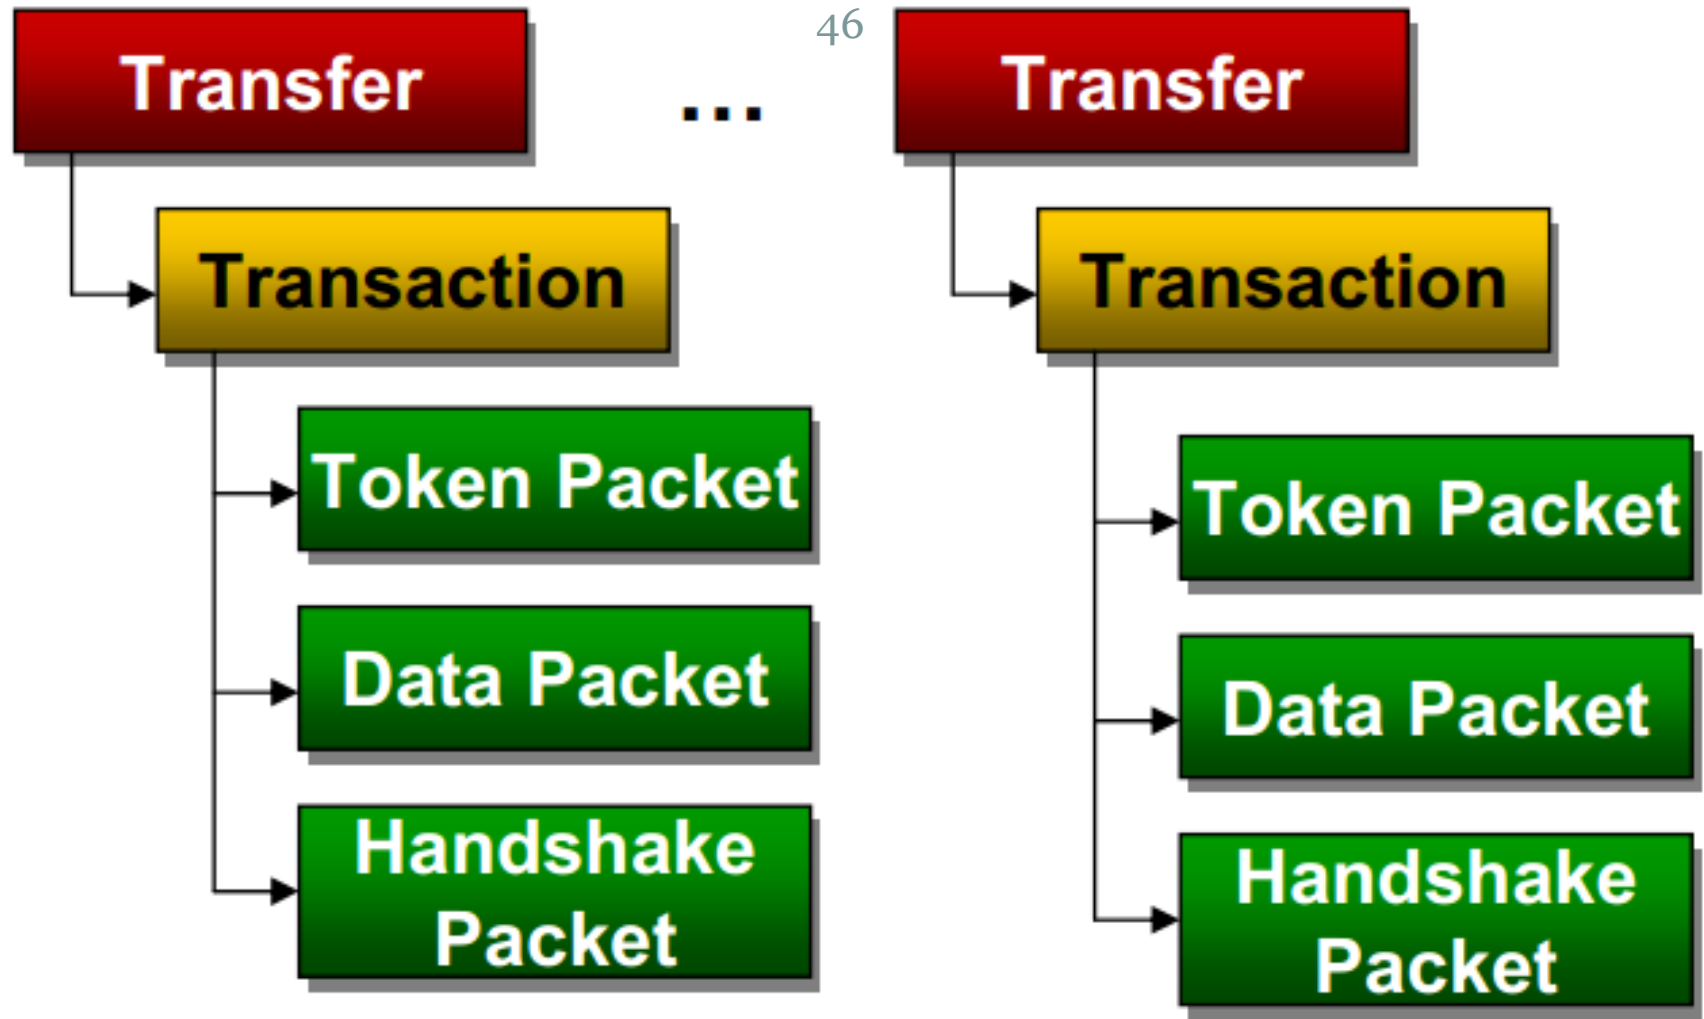 46
Transfer
...
Transfer
Transaction
Transaction
Token Packet
Token Packet
Data Packet
Data Packet
Handshake
Packet
Handshake
Packet